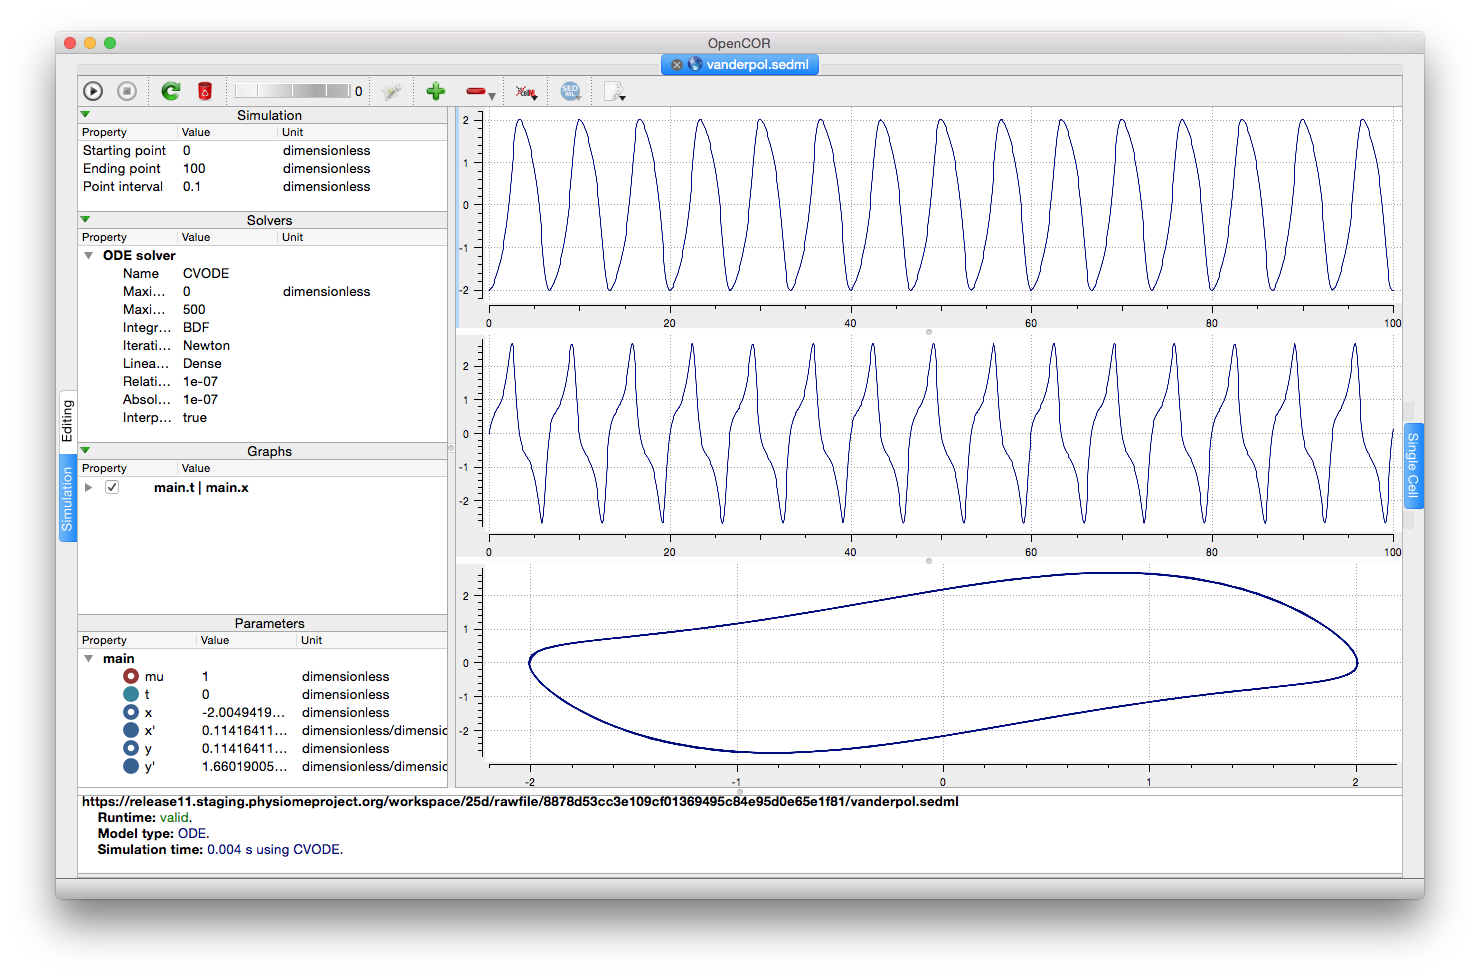 OpenCOR
vanderpol.sedml
0
Simulation
Property Value Unit
Starting point 0 dimensionless
Ending point 100 dimensionless
Point interval 0.1 dimensionless
Solvers
Property Value Unit
ODE solver
Name CVODE
Maxi... 0 dimensionless
Maxi... 500
Integr... BDF
Iterati... Newton
Linea... Dense
Relati... 1e-07
Absol... 1e-07
Interp... true
Graphs
Property Value
main.t | main.x
Parameters
Property Value Unit
main
mu 1 dimensionless
t 0 dimensionless
x -2.0049419... dimensionless
x' 0.11416411... dimensionless/dimensic
y 0.11416411... dimensionless
y' 1.66019005... dimensionless/dimensic
Editing
Simulation
2
1
0
-1
-2
0 20 40 60 80 100
2
1
0
-1
-2
0 20 40 60 80 100
2
1
0
-1
-2
-2 -1 0 1 2
Single Cell
https://release11.staging.physiomeproject.org/workspace/25d/rawfile/8878d53cc3e109cf01369495c84e95d0e65e1f81/vanderpol.sedml
Runtime: valid.
Model type: ODE.
Simulation time: 0.004 s using CVODE.